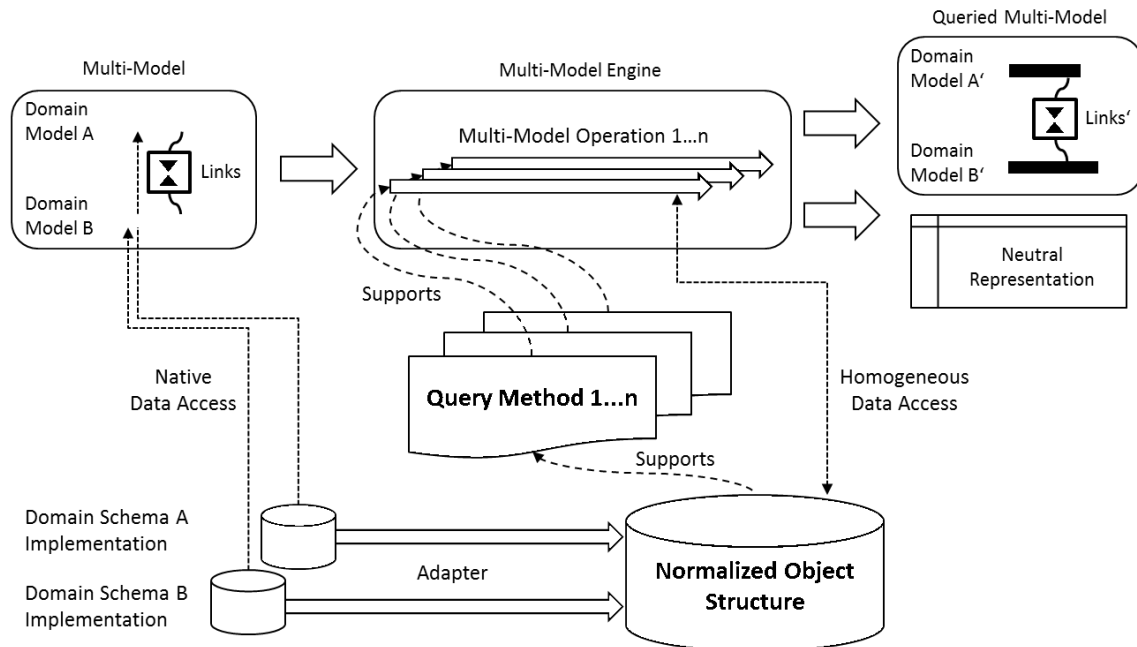 Queried Multi-Model
Multi-Model
Multi-Model Engine
Domain
Model A
Links
Domain
Model B
Multi-Model Operation 1...n
Domain
Model A‘
Links‘
Domain
Model B‘
Neutral
Representation
Supports
Native
Data Access
Query Method 1...n
Homogeneous
Data Access
Supports
Domain Schema A
Implementation
Adapter
Domain Schema B
Implementation
Normalized Object
Structure